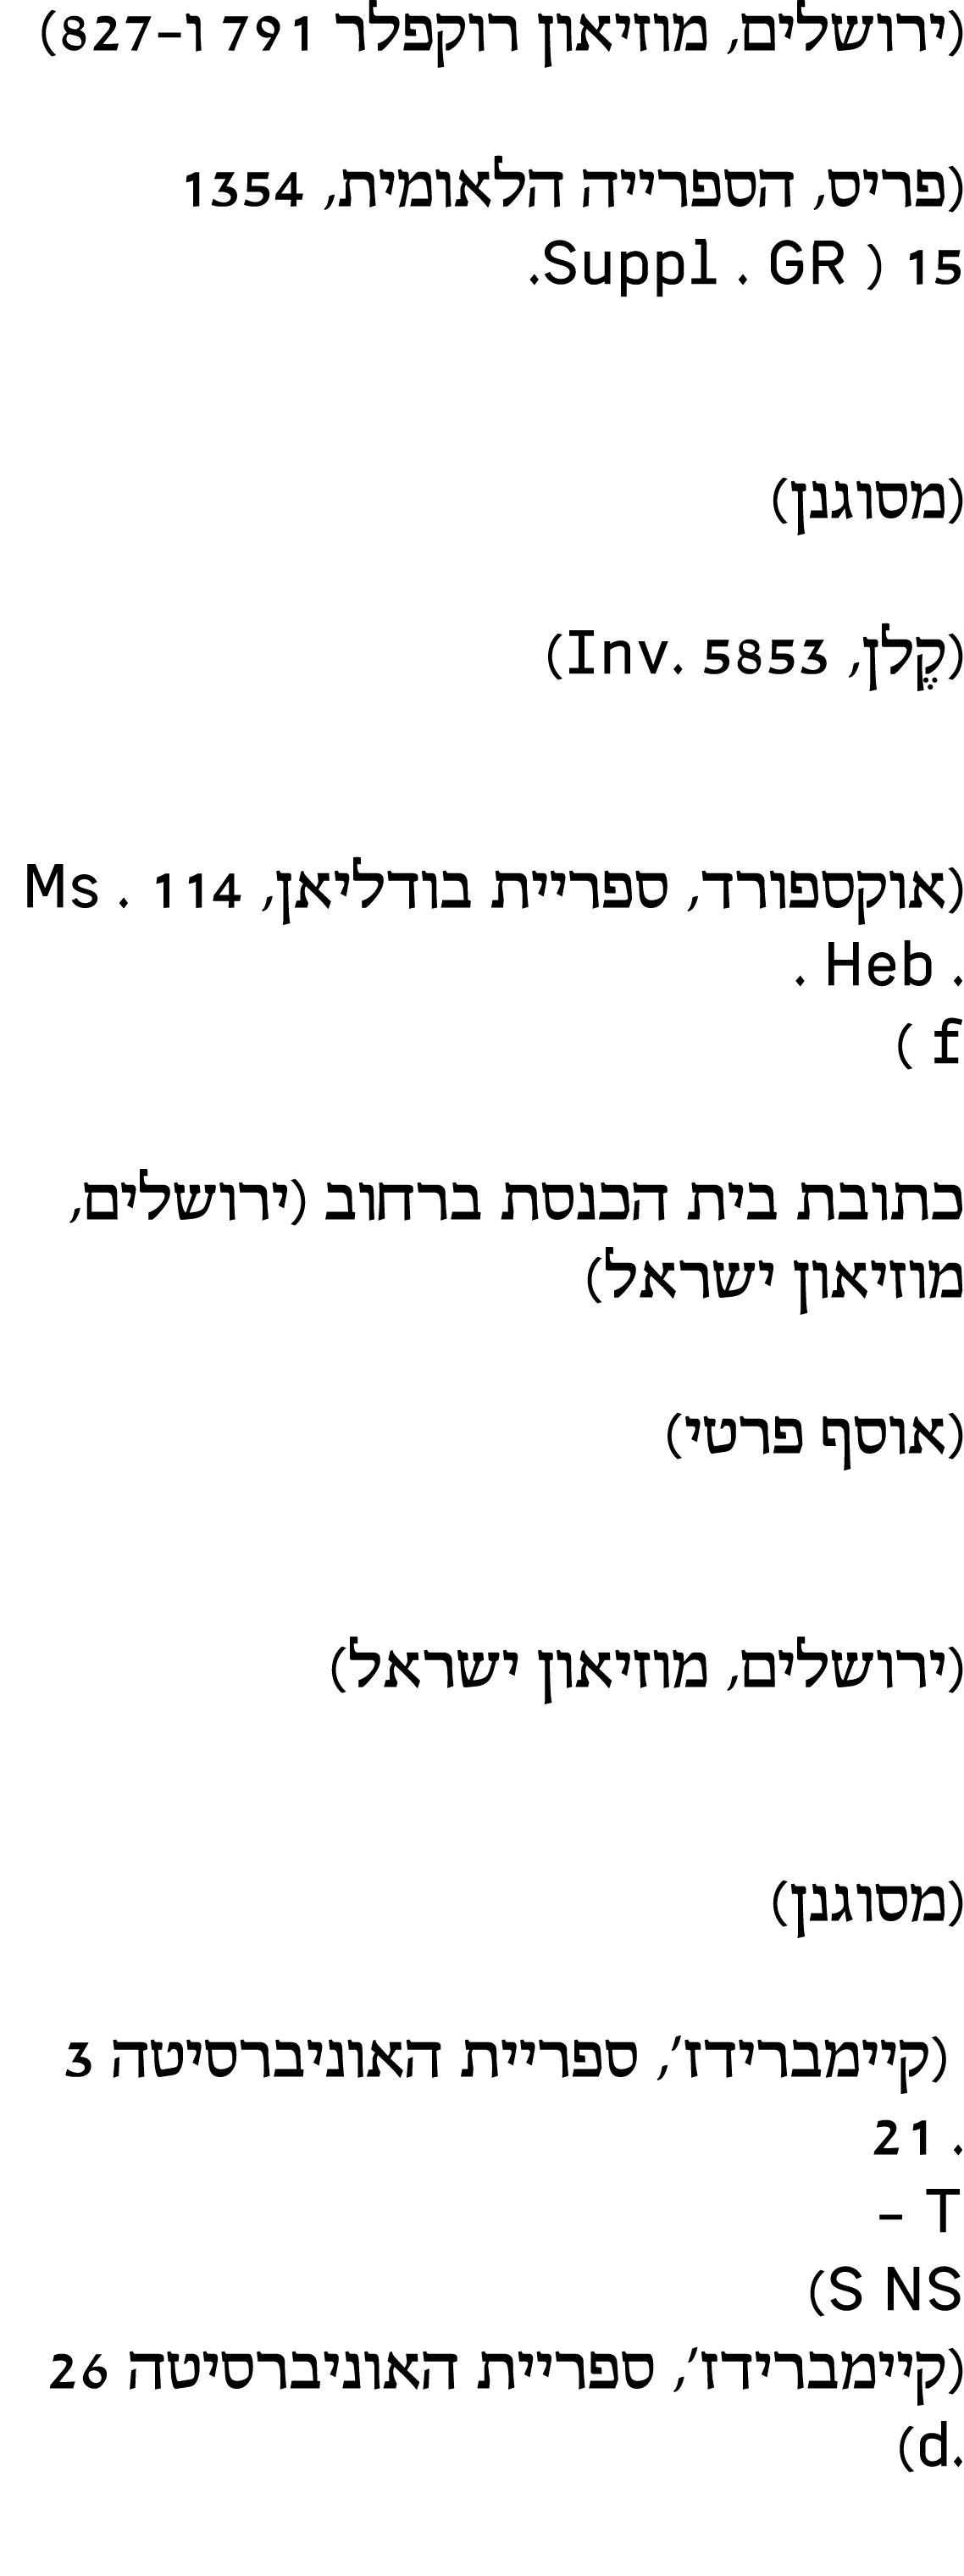 (ירושלים, מוזיאון רוקפלר 791 ו–827)
(פריס, הספרייה הלאומית, 1354
15 ( Suppl . GR.
(מסוגנן)
(קֶלן, Inv. 5853)
(אוקספורד, ספריית בודליאן, Ms . 114
. Heb .
f )
כתובת בית הכנסת ברחוב (ירושלים,
מוזיאון ישראל)
(אוסף פרטי)
(ירושלים, מוזיאון ישראל)
(מסוגנן)
(קיימברידז', ספריית האוניברסיטה 3
. 21
T –
S NS)
(קיימברידז', ספריית האוניברסיטה 26
.d)